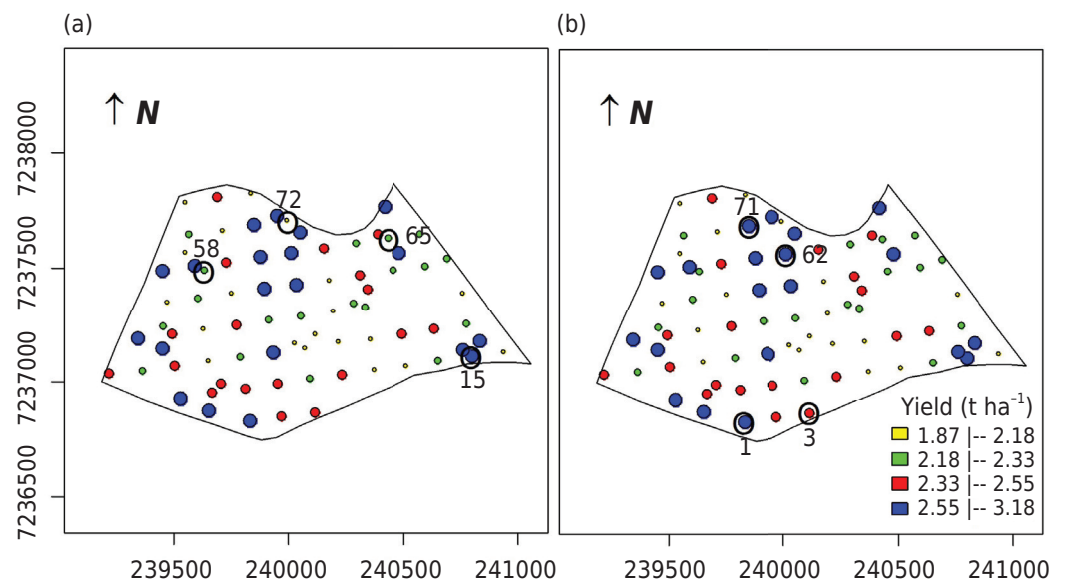 (a)
(b)
↑ N
↑ N
7238000
7237500
7237000
7236500
72
65
58
15
71
62
1
3
Yield (t ha⁻¹)
1.87 |-- 2.18
2.18 |-- 2.33
2.33 |-- 2.55
2.55 |-- 3.18
239500 240000 240500 241000
239500 240000 240500 241000